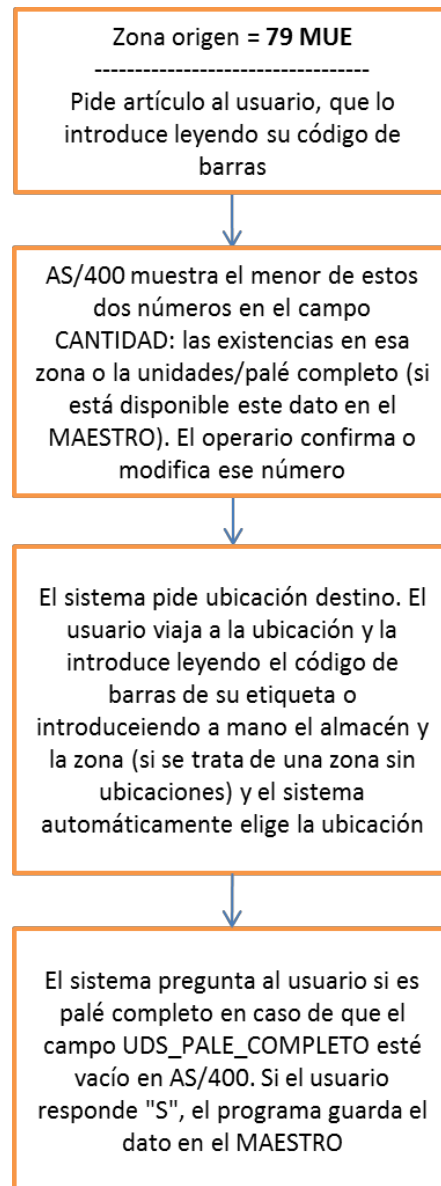 Zona origen = 79 MUE
----------------------------------
Pide artículo al usuario, que lo
introduce leyendo su código de
barras
AS/400 muestra el menor de estos
dos números en el campo
CANTIDAD: las existencias en esa
zona o la unidades/palé completo (si
está disponible este dato en el
MAESTRO). El operario confirma o
modifica ese número
El sistema pide ubicación destino. El
usuario viaja a la ubicación y la
introduce leyendo el código de
barras de su etiqueta o
introduceiendo a mano el almacén y
la zona (si se trata de una zona sin
ubicaciones) y el sistema
automáticamente elige la ubicación
El sistema pregunta al usuario si es
palé completo en caso de que el
campo UDS_PALE_COMPLETO esté
vacío en AS/400. Si el usuario
responde "S", el programa guarda el
dato en el MAESTRO